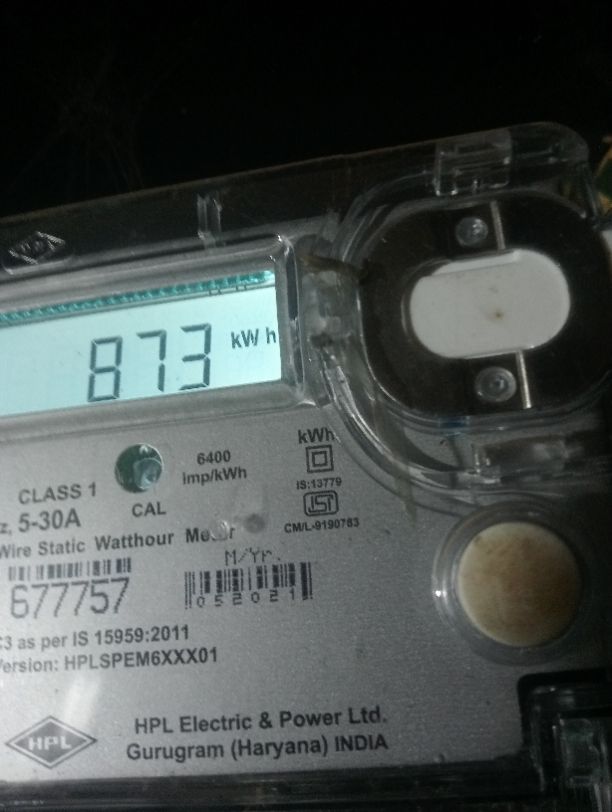 873 kWh
6400
imp/kWh
kWh
IS:13779
CLASS 1
CAL
ISI
CM/L-9190783
z, 5-30A
Wire Static Watthour
M/Yr.
677757
052021
C3 as per IS 15959:2011
Version: HPLSPEM6XXX01
HPL
HPL Electric & Power Ltd.
Gurugram (Haryana) INDIA